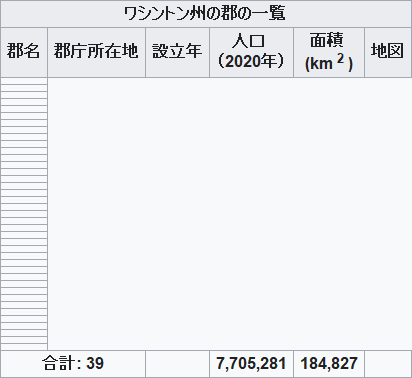 ワシントン州の郡の一覧
郡名 郡庁所在地 設立年 人口（2020年） 面積(km 2 ) 地図
合計: 39 7,705,281 184,827